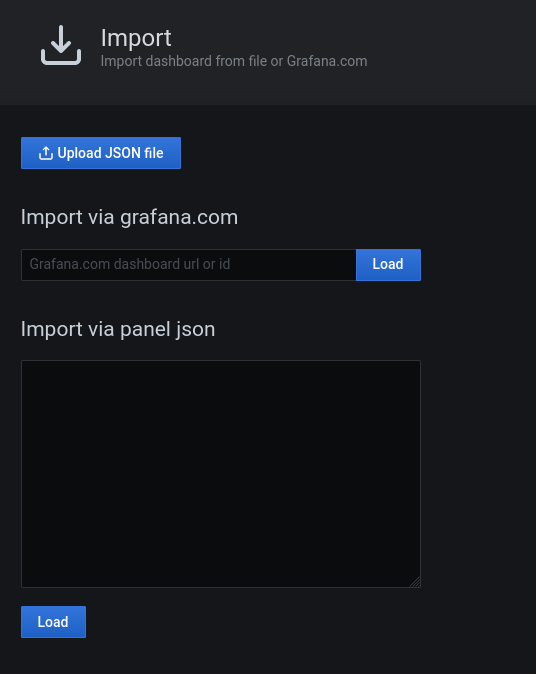 Import
Import dashboard from file or Grafana.com
Upload JSON file
Import via grafana.com
Grafana.com dashboard url or id
Load
Import via panel json
Load